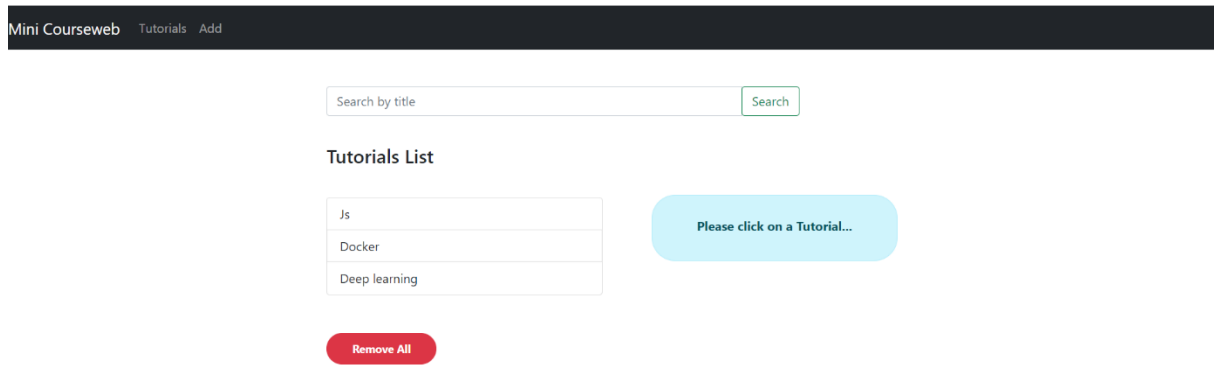 Mini Courseweb Tutorials Add
Search by title Search
Tutorials List
Js
Docker
Deep learning
Please click on a Tutorial...
Remove All